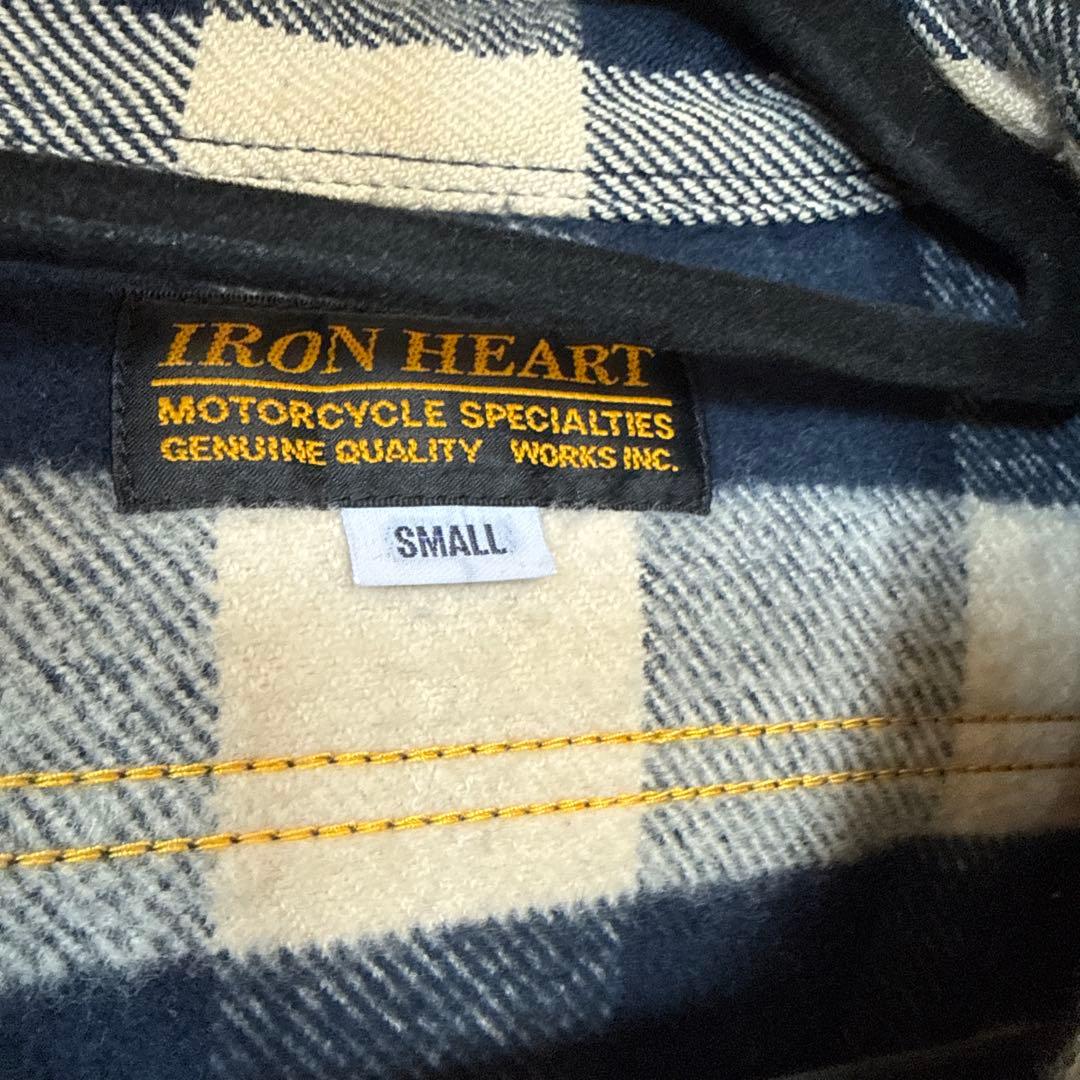 IRON HEART
MOTORCYCLE SPECIALTIES
GENUINE QUALITY WORKS INC.
SMALL